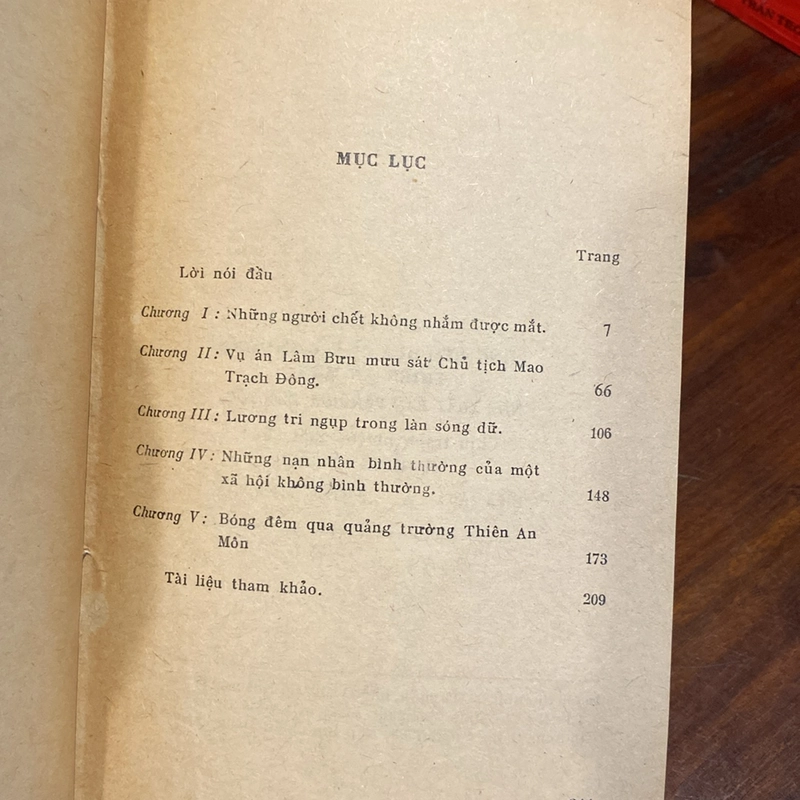 TRẦN TRỌ
MỤC LỤC
Trang
Lời nói đầu
Chương I : Những người chết không nhắm được mắt. 7
Chương II : Vụ án Lâm Bưu mưu sát Chủ tịch Mao
Trạch Đông. 66
Chương III : Lương tri ngụp trong làn sóng dữ. 106
Chương IV : Những nạn nhân bình thường của một
xã hội không bình thường. 148
Chương V : Bóng đêm qua quảng trường Thiên An
Môn 173
Tài liệu tham khảo. 209